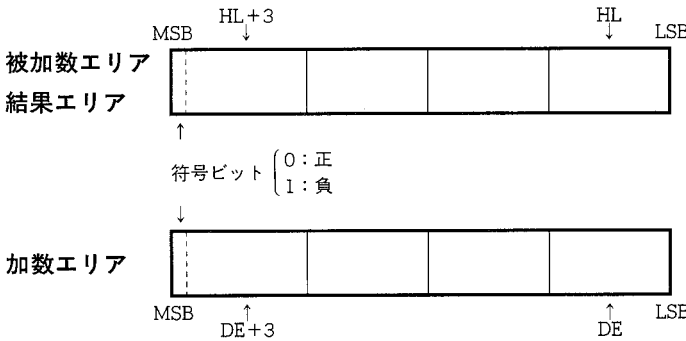 HL+3 HL
MSB LSB
被加数エリア
結果エリア
符号ビット 0:正
1:負
加数エリア
MSB LSB
DE+3 DE